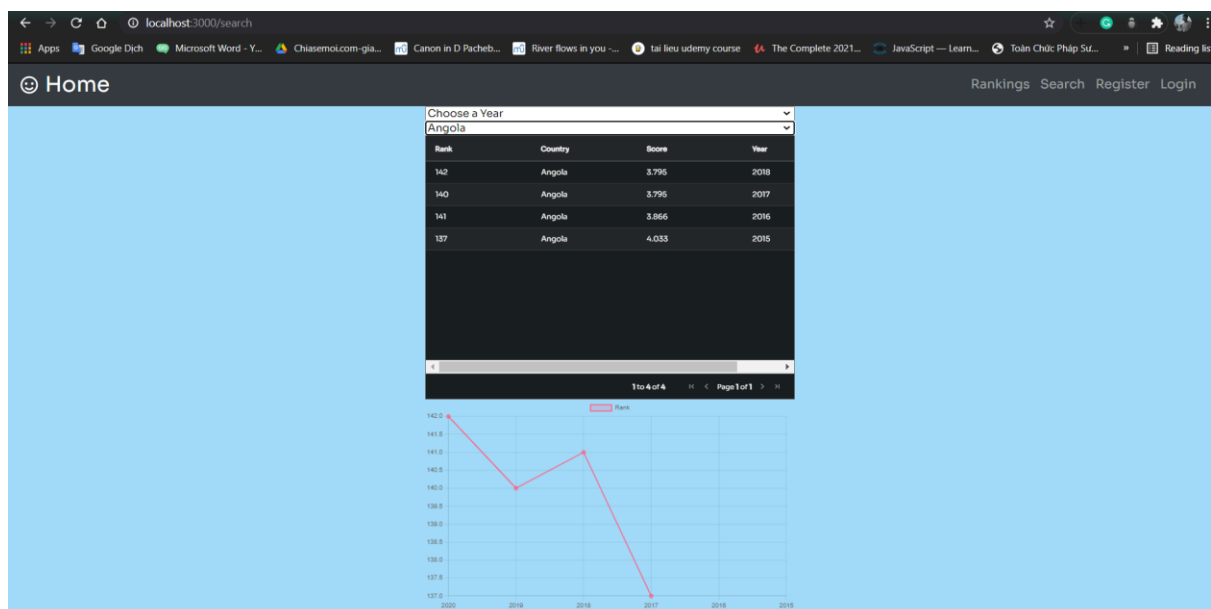 localhost:3000/search
Apps Google Dịch Microsoft Word - Y... Chiasemoi.com-gia... Canon in D Pacheb... River flows in you -... tai lieu udemy course The Complete 2021... JavaScript — Learn... Toàn Chức Pháp Sư... » Reading lis
Home Rankings Search Register Login
Choose a Year
Angola
Rank Country Score Year
142 Angola 3.795 2018
140 Angola 3.795 2017
141 Angola 3.866 2016
137 Angola 4.033 2015
1 to 4 of 4 Page 1 of 1
Rank
142.0
141.5
141.0
140.5
140.0
139.5
139.0
138.5
138.0
137.5
137.0
2020 2019 2018 2017 2016 2015